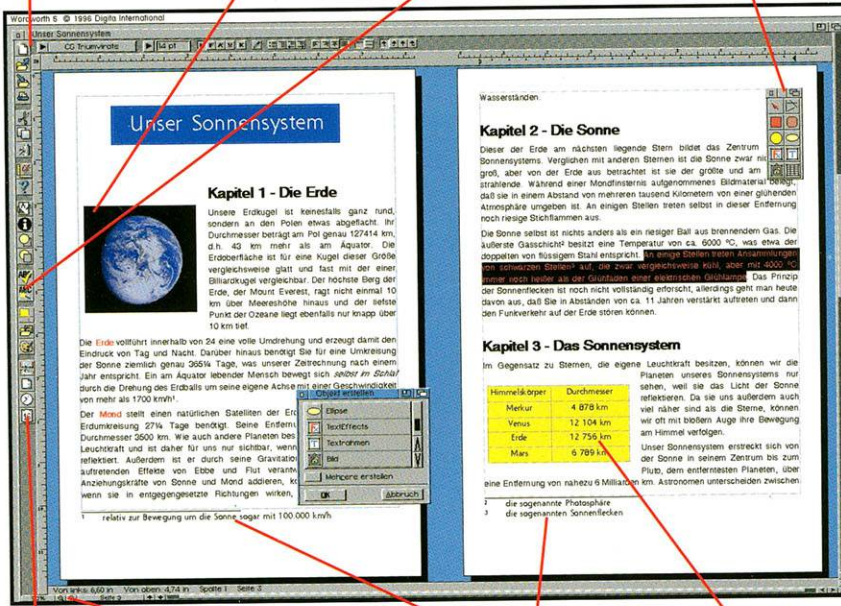 Wordworth 6 © 1996 Digita International
Unser Sonnensystem
CG Triumvirate
14 pt
Unser Sonnensystem
Kapitel 1 - Die Erde
Unsere Erdkugel ist keinesfalls ganz rund,
sondern an den Polen etwas abgeflacht. Ihr
Durchmesser beträgt am Pol genau 127414 km,
d.h. 43 km mehr als am Äquator. Die
Erdoberfläche ist für eine Kugel dieser Größe
vergleichsweise glatt und fast mit der einer
Billiardkugel vergleichbar. Der höchste Berg der
Erde, der Mount Everest, ragt nicht einmal 10
km über Meereshöhe hinaus und der tiefste
Punkt der Ozeane liegt ebenfalls nur knapp über
10 km tief.
Die Erde vollführt innerhalb von 24 eine volle Umdrehung und erzeugt damit den
Eindruck von Tag und Nacht. Darüber hinaus benötigt Sie für eine Umkreisung
der Sonne ziemlich genau 365¼ Tage, was unserer Zeitrechnung nach einem
Jahr entspricht. Ein am Äquator lebender Mensch bewegt sich selbst im Schlaf
durch die Drehung des Erdballs um seine eigene Achse mit einer Geschwindigkeit
von mehr als 1700 km/h¹.
Der Mond stellt einen natürlichen Satelliten der Erd
Erdumkreisung 27¼ Tage benötigt. Seine Entfernu
Durchmesser 3500 km. Wie auch andere Planeten bes
Leuchtkraft und ist daher für uns nur sichtbar, wenn
reflektiert. Außerdem ist er durch seine Gravitation
auftretenden Effekte von Ebbe und Flut verantw
Anziehungskräfte von Sonne und Mond addieren, ko
wenn sie in entgegengesetzte Richtungen wirken,
¹ relativ zur Bewegung um die Sonne sogar mit 100.000 km/h
Objekt erstellen
Ellipse
TextEffects
Textrahmen
Bild
Mehrere erstellen
OK Abbruch
Wasserständen.
Kapitel 2 - Die Sonne
Dieser der Erde am nächsten liegende Stern bildet das Zentrum
Sonnensystems. Verglichen mit anderen Sternen ist die Sonne zwar nic
groß, aber von der Erde aus betrachtet ist sie der größte und am
strahlende. Während einer Mondfinsternis aufgenommenes Bildmaterial belegt,
daß sie in einem Abstand von mehreren tausend Kilometern von einer glühenden
Atmosphäre umgeben ist. An einigen Stellen treten selbst in dieser Entfernung
noch riesige Stichflammen aus.
Die Sonne selbst ist nichts anders als ein riesiger Ball aus brennendem Gas. Die
äußerste Gasschicht² besitzt eine Temperatur von ca. 6000 °C, was etwa der
doppelten von flüssigem Stahl entspricht. An einige Stellen treten Ansammlungen
von schwarzen Stellen³ auf, die zwar vergleichsweise kühl, aber mit 4000 °C
immer noch heißer als der Glühfaden einer elektrischen Glühlampe. Das Prinzip
der Sonnenflecken ist noch nicht vollständig erforscht, allerdings geht man heute
davon aus, daß Sie in Abständen von ca. 11 Jahren verstärkt auftreten und dann
den Funkverkehr auf der Erde stören können.
Kapitel 3 - Das Sonnensystem
Im Gegensatz zu Sternen, die eigene Leuchtkraft besitzen, können wir die
Planeten unseres Sonnensystems nur
sehen, weil sie das Licht der Sonne
reflektieren. Da sie uns außerdem auch
viel näher sind als die Sterne, können
wir oft mit bloßem Auge ihre Bewegung
am Himmel verfolgen.
Himmelskörper Durchmesser
Merkur 4 878 km
Venus 12 104 km
Erde 12 756 km
Mars 6 789 km
Unser Sonnensystem erstreckt sich von
der Sonne in seinem Zentrum bis zum
Pluto, dem entferntesten Planeten, über
eine Entfernung von nahezu 6 Milliarden km. Astronomen unterscheiden zwischen
² die sogenannte Photosphäre
³ die sogenannten Sonnenflecken
Von links: 6,60 in Von oben: 4,74 in Spalte 1 Seite 3
Seite 3